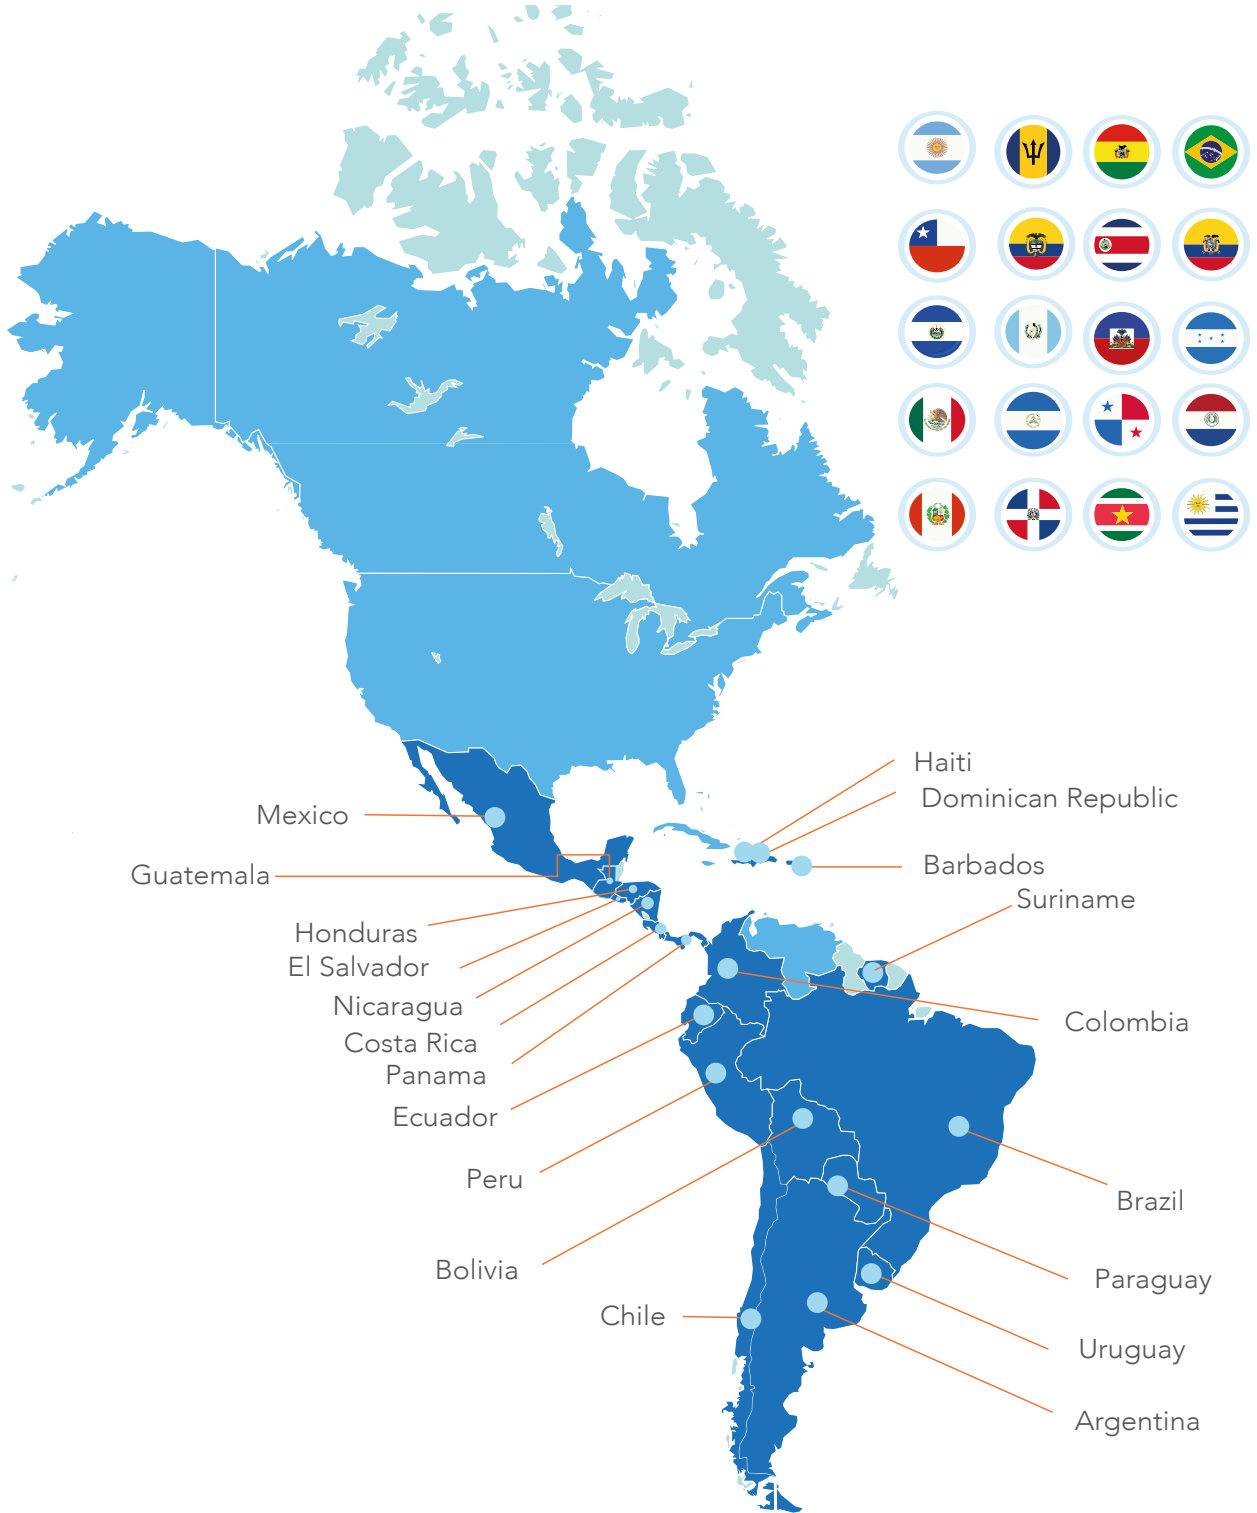 Haiti
Dominican Republic
Mexico
Barbados
Guatemala
Suriname
Honduras
El Salvador
Nicaragua
Colombia
Costa Rica
Panama
Ecuador
Peru
Brazil
Bolivia
Paraguay
Chile
Uruguay
Argentina